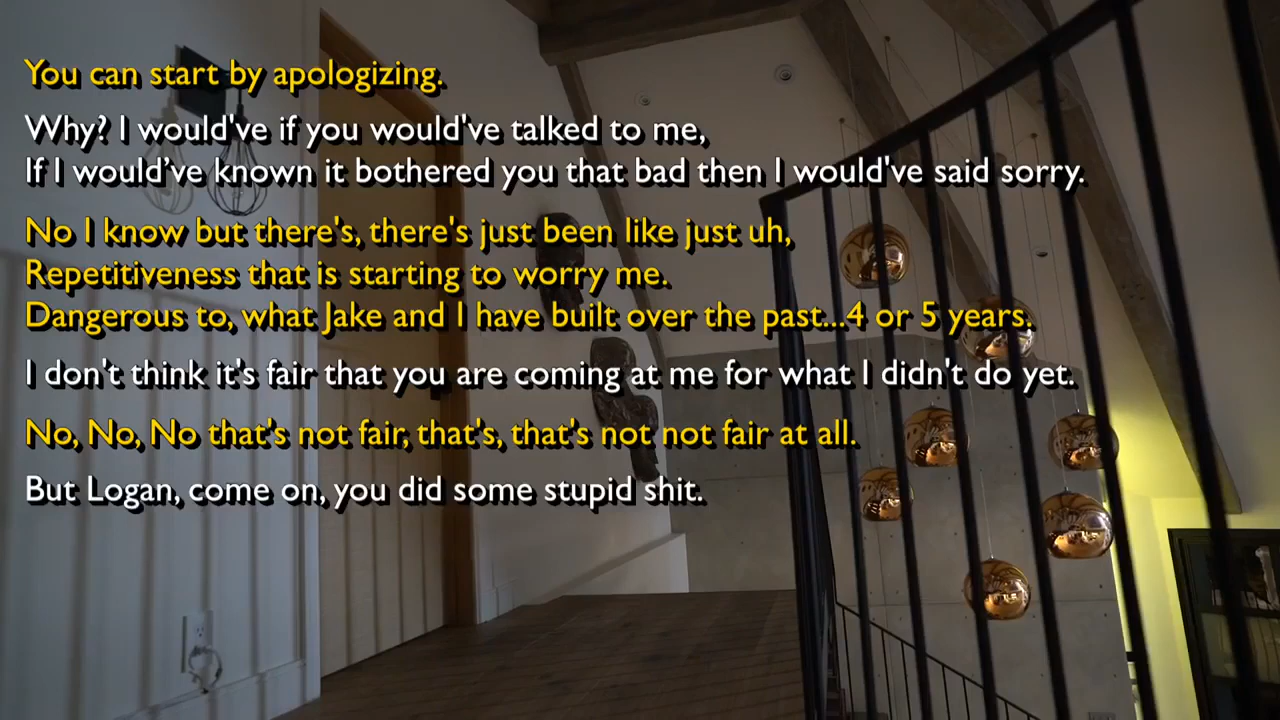 You can start by apologizing.
Why? I would've if you would've talked to me,
If I would’ve known it bothered you that bad then I would've said sorry.
No I know but there's, there's just been like just uh,
Repetitiveness that is starting to worry me.
Dangerous to, what Jake and I have built over the past...4 or 5 years.
I don't think it's fair that you are coming at me for what I didn't do yet.
No, No, No that's not fair, that's, that's not not fair at all.
But Logan, come on, you did some stupid shit.